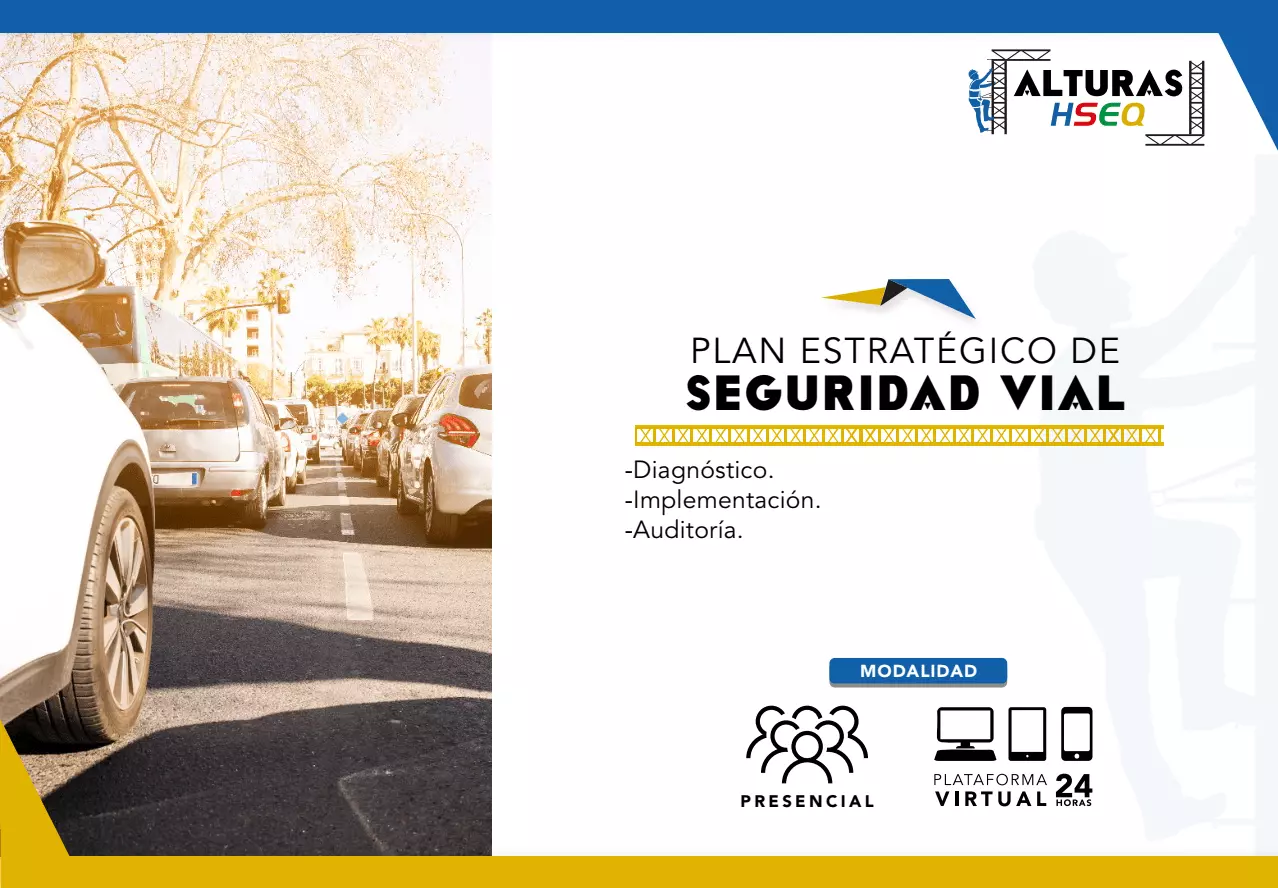 ALTURAS
HSEQ
PLAN ESTRATÉGICO DE
SEGURIDAD VIAL
-Diagnóstico.
-Implementación.
-Auditoría.
MODALIDAD
PRESENCIAL
PLATAFORMA
VIRTUAL
24
HORAS